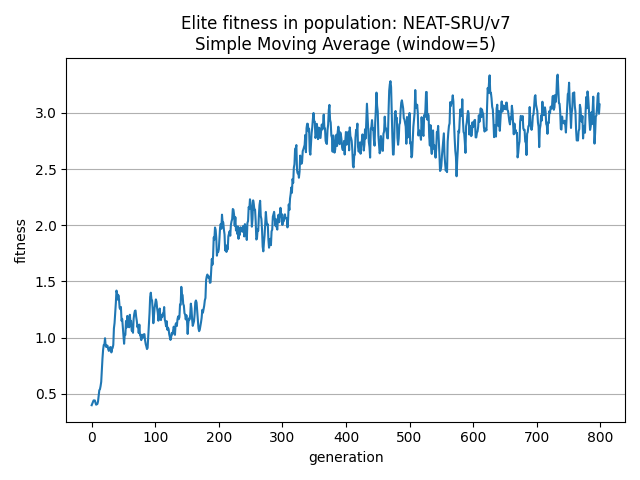 Elite fitness in population: NEAT-SRU/v7
Simple Moving Average (window=5)
fitness
3.0
2.5
2.0
1.5
1.0
0.5
0 100 200 300 400 500 600 700 800
generation